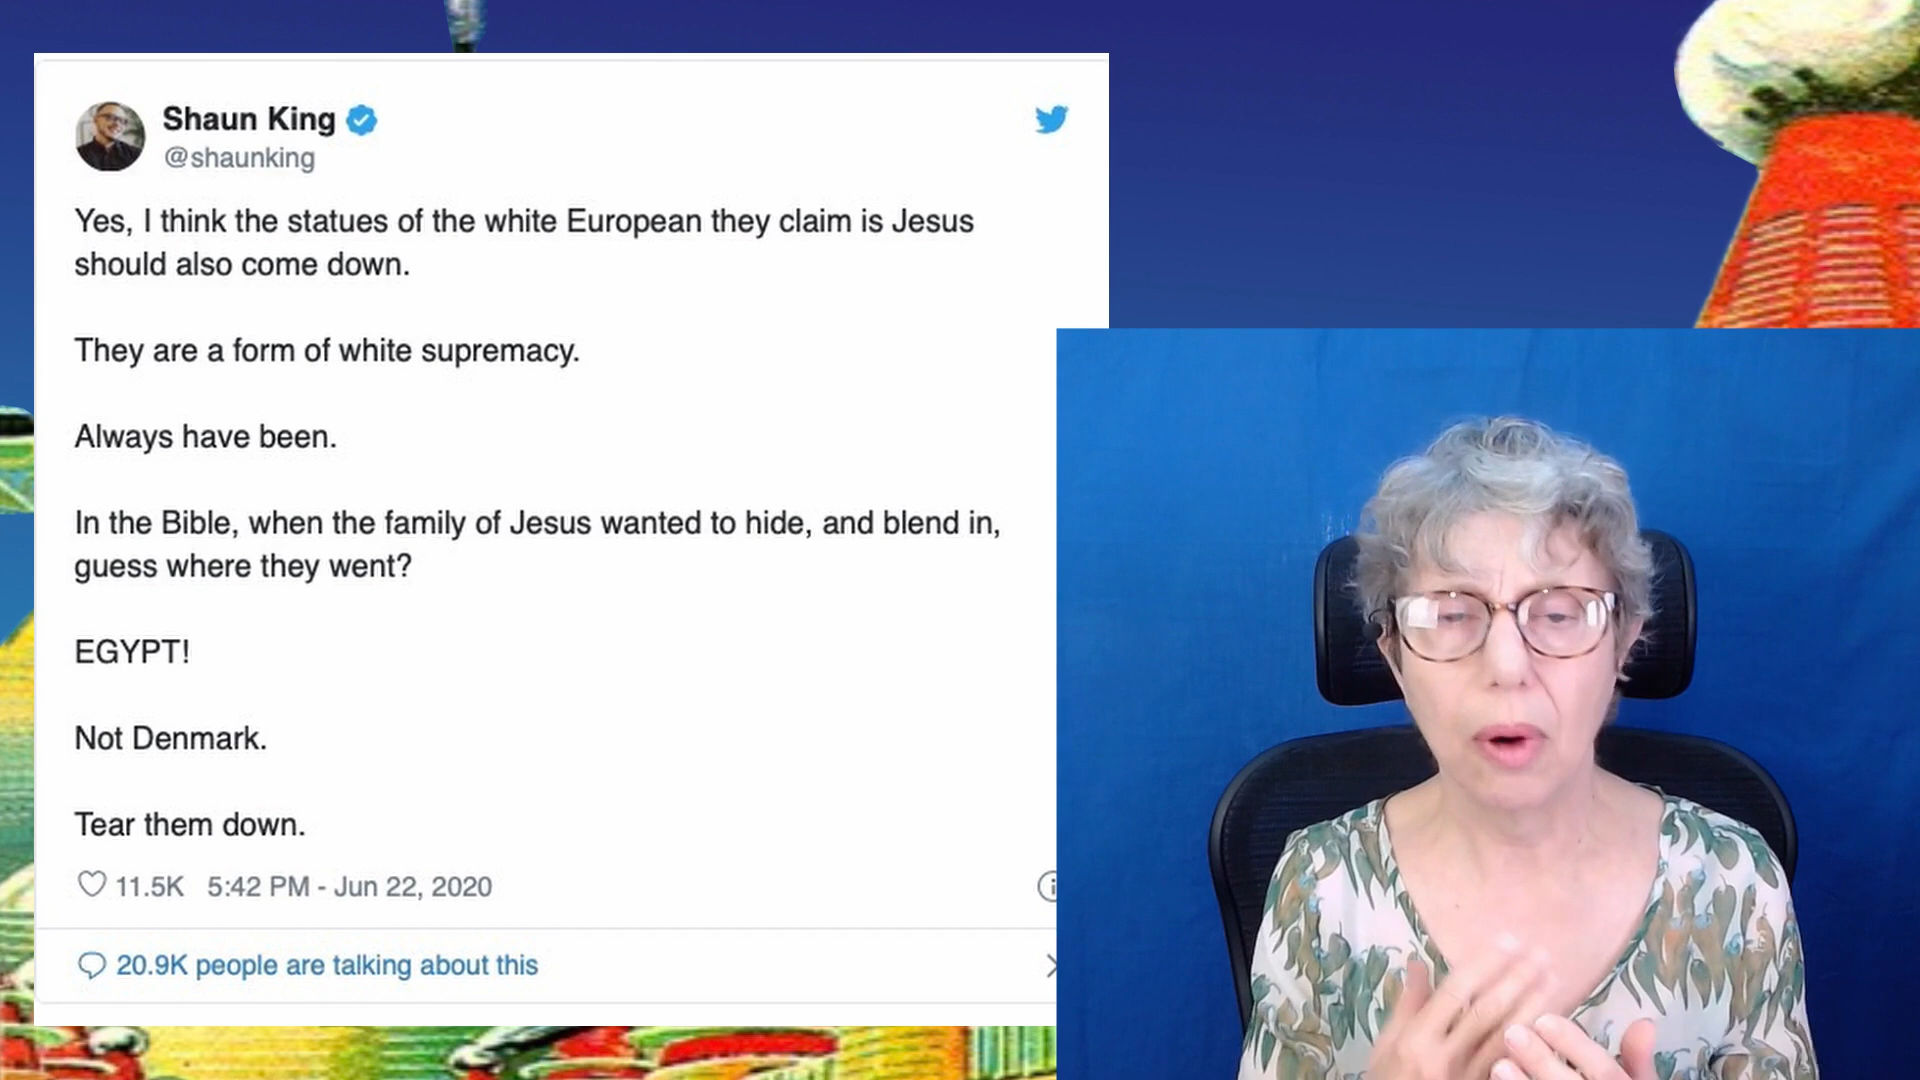 Shaun King
@shaunking
Yes, I think the statues of the white European they claim is Jesus
should also come down.
They are a form of white supremacy.
Always have been.
In the Bible, when the family of Jesus wanted to hide, and blend in,
guess where they went?
EGYPT!
Not Denmark.
Tear them down.
11.5K 5:42 PM - Jun 22, 2020
20.9K people are talking about this